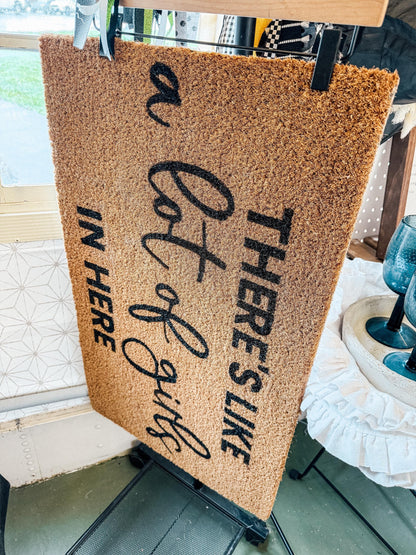 THERE'S LIKE
a lot of girls
IN HERE